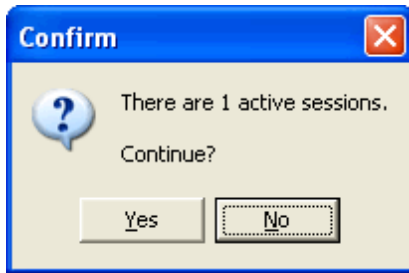 Confirm
There are 1 active sessions.
Continue?
Yes
No